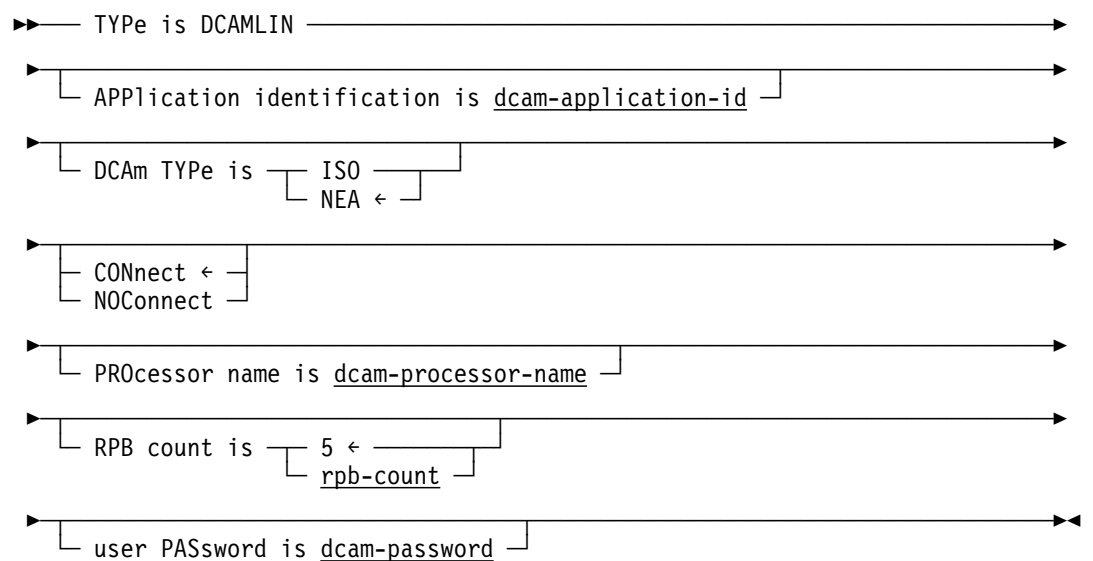 TYPe is DCAMLIN
APPlication identification is dcam-application-id
DCAm TYPe is ISO
NEA ←
CONnect ←
NOConnect
PROcessor name is dcam-processor-name
RPB count is 5 ←
rpb-count
user PASsword is dcam-password